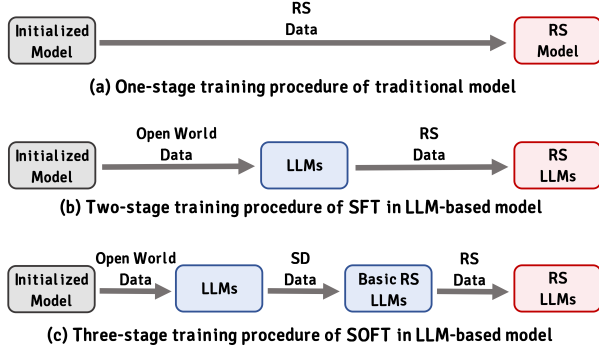 RS
Data
Initialized
Model
RS
Model
(a) One-stage training procedure of traditional model
Open World
Data
RS
Data
Initialized
Model
LLMs
RS
LLMs
(b) Two-stage training procedure of SFT in LLM-based model
Open World
Data
SD
Data
RS
Data
Initialized
Model
LLMs
Basic RS
LLMs
RS
LLMs
(c) Three-stage training procedure of SOFT in LLM-based model